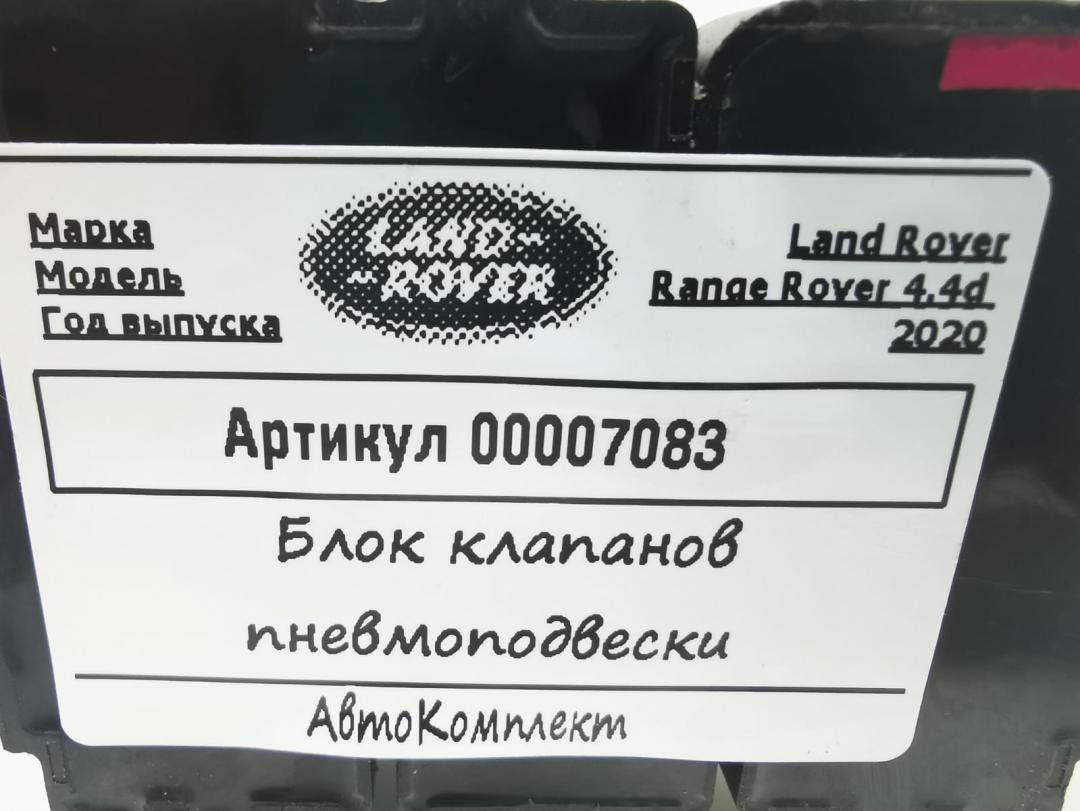 Марка
Модель
Год выпуска
LAND-
-ROVER
Land Rover
Range Rover 4.4d
2020
Артикул 00007083
Блок клапанов
пневмоподвески
АвтоКомплект